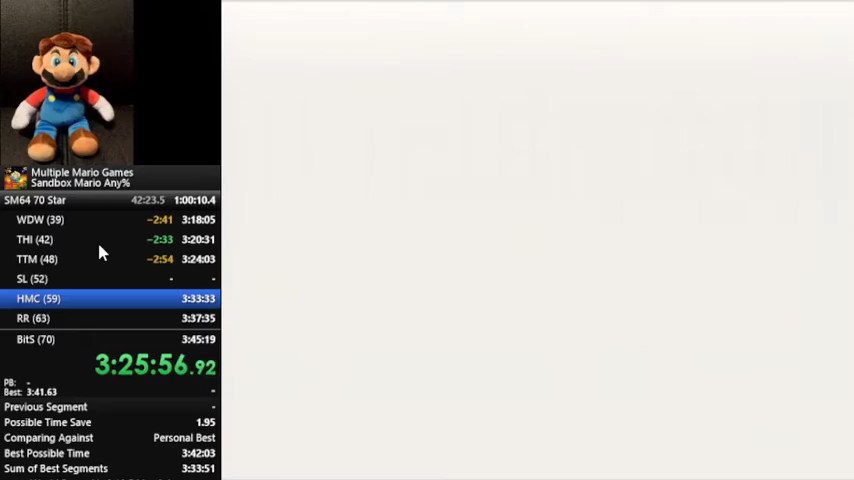 Multiple Mario Games
Sandbox Mario Any%
SM64 70 Star 42:23.5 1:00:10.4
WDW (39) −2:41 3:18:05
THI (42) −2:33 3:20:31
TTM (48) −2:54 3:24:03
SL (52) - -
HMC (59) 3:33:33
RR (63) 3:37:35
BitS (70) 3:45:19
3:25:56.92
PB: -
Best: 3:41.63 -
Previous Segment -
Possible Time Save 1.95
Comparing Against Personal Best
Best Possible Time 3:42:03
Sum of Best Segments 3:33:51